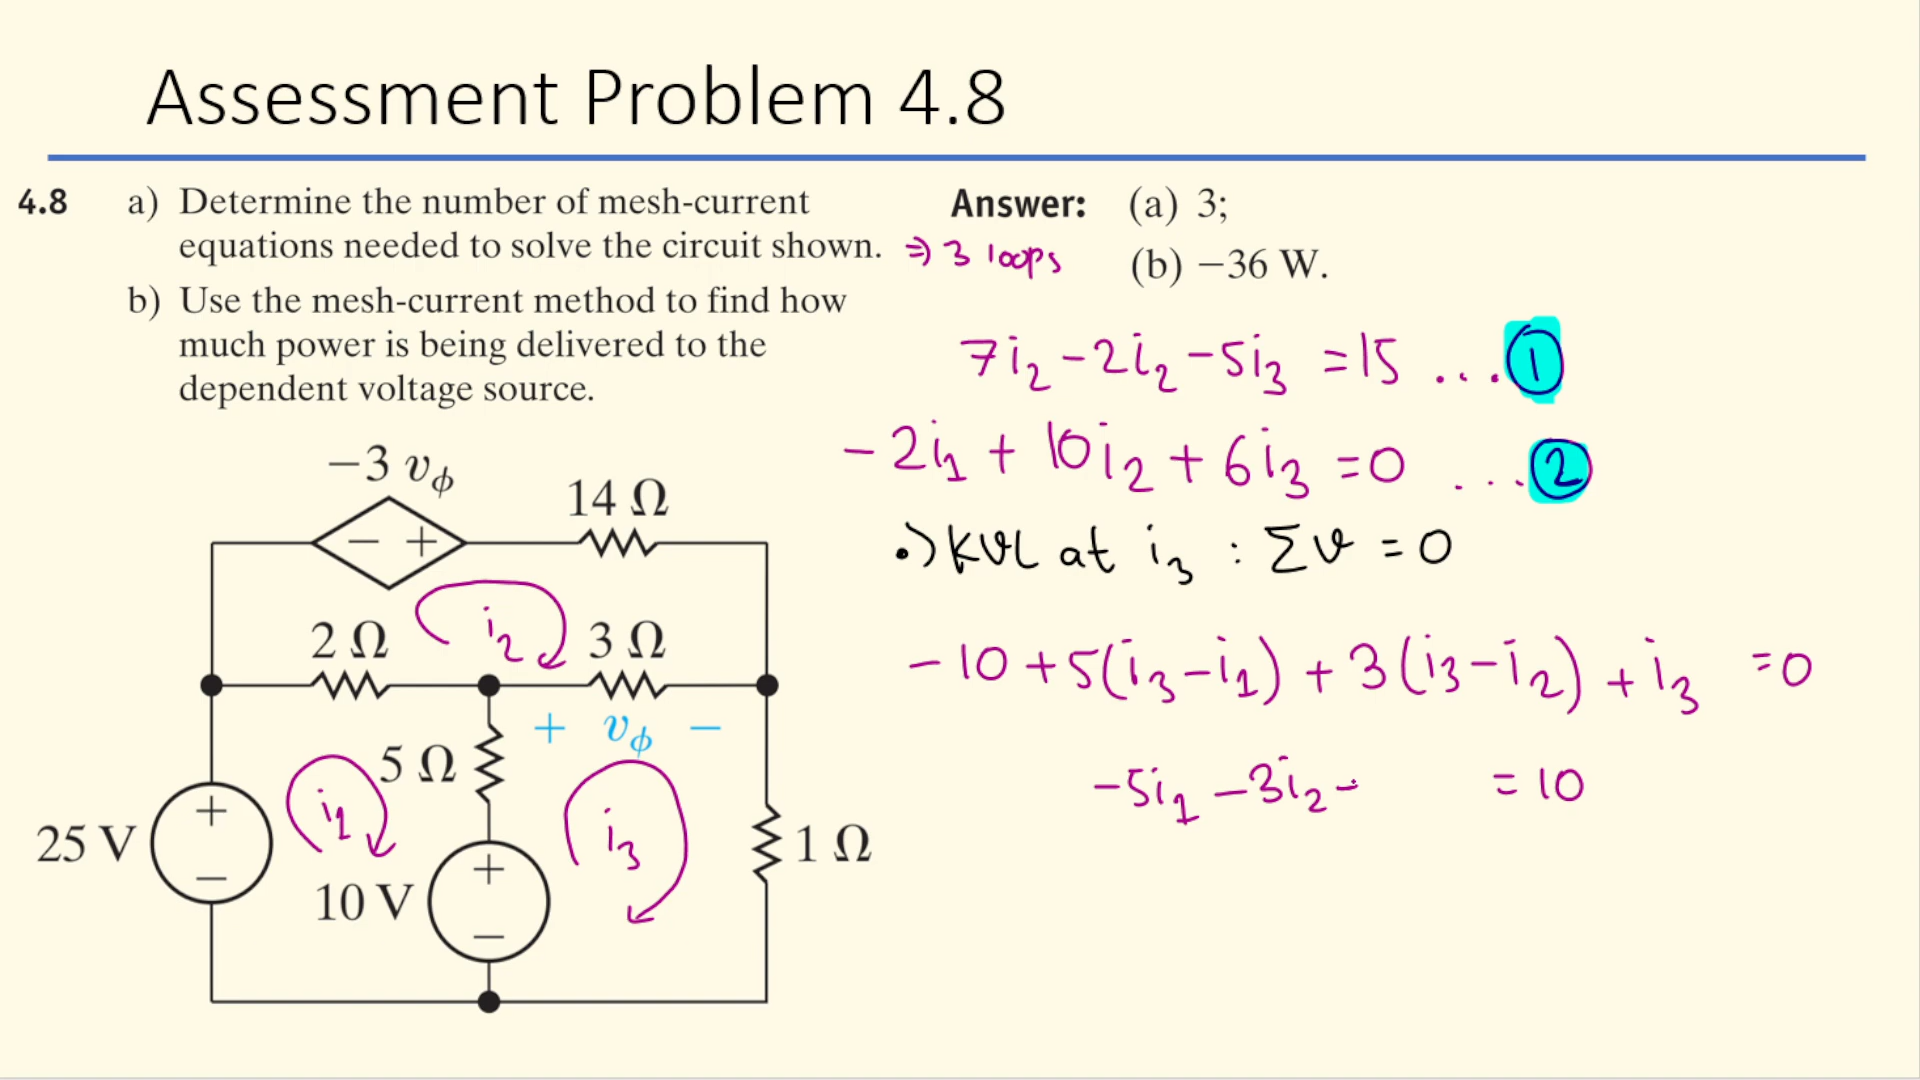 Assessment Problem 4.8
4.8 a) Determine the number of mesh-current
equations needed to solve the circuit shown. ⇒ 3 loops
b) Use the mesh-current method to find how
much power is being delivered to the
dependent voltage source.
Answer: (a) 3;
(b) −36 W.
7i₂ -2i₂ -5i₃ =15 ...①
-2i₁ + 10i₂ + 6i₃ =0 ...②
•) KVL at i₃ : Σv = 0
-10 +5(i₃-i₁) + 3(i₃-i₂) + i₃ =0
-5i₁ -3i₂ - = 10
−3 vϕ
− +
14 Ω
i₂
2 Ω
3 Ω
+ vϕ −
5 Ω
i₁
i₃
25 V
+
−
10 V
+
−
1 Ω